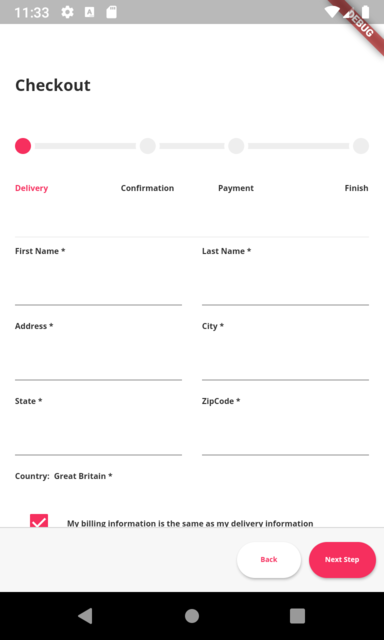 11:33
DEBUG
Checkout
Delivery Confirmation Payment Finish
First Name * Last Name *
Address * City *
State * ZipCode *
Country: Great Britain *
My billing information is the same as my delivery information
Back Next Step